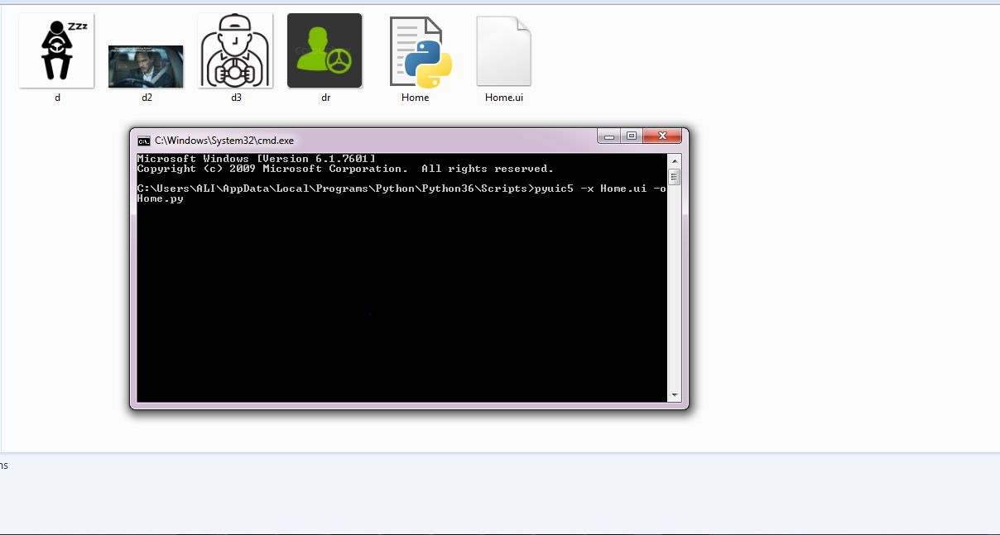 ZZZ
d
d2
d3
dr
Home
Home.ui
C:\Windows\System32\cmd.exe
Microsoft Windows [Version 6.1.7601]
Copyright (c) 2009 Microsoft Corporation.  All rights reserved.
C:\Users\ALI\AppData\Local\Programs\Python\Python36\Scripts>pyuic5 -x Home.ui -o
Home.py
ns